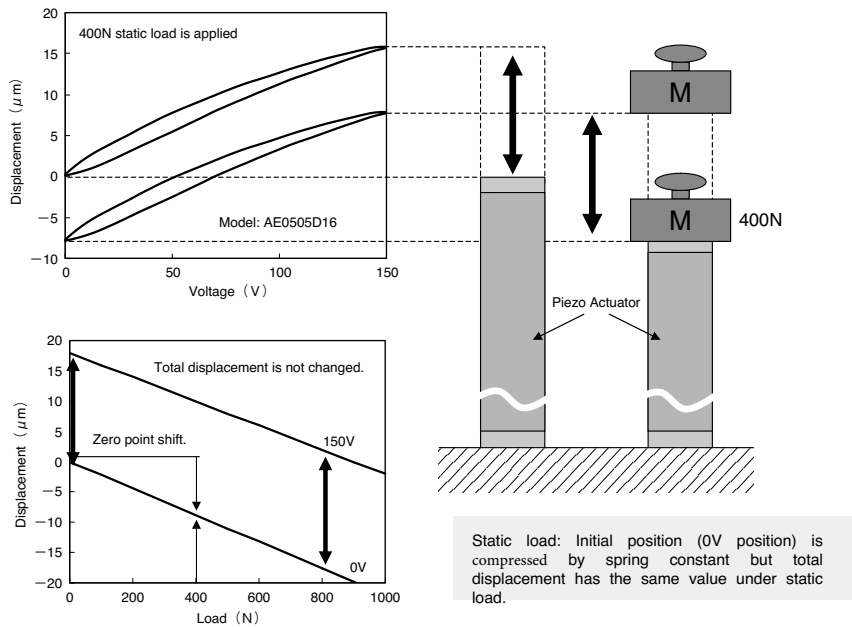 20
15
10
5
0
−5
−10
Displacement（μm）
400N static load is applied
Model: AE0505D16
0
50
100
150
Voltage（V）
M
M
400N
Piezo Actuator
20
15
10
5
0
−5
−10
−15
−20
Displacement（μm）
Total displacement is not changed.
Zero point shift.
150V
0V
0
200
400
600
800
1000
Load（N）
Static load: Initial position (0V position) is
compressed by spring constant but total
displacement has the same value under static
load.